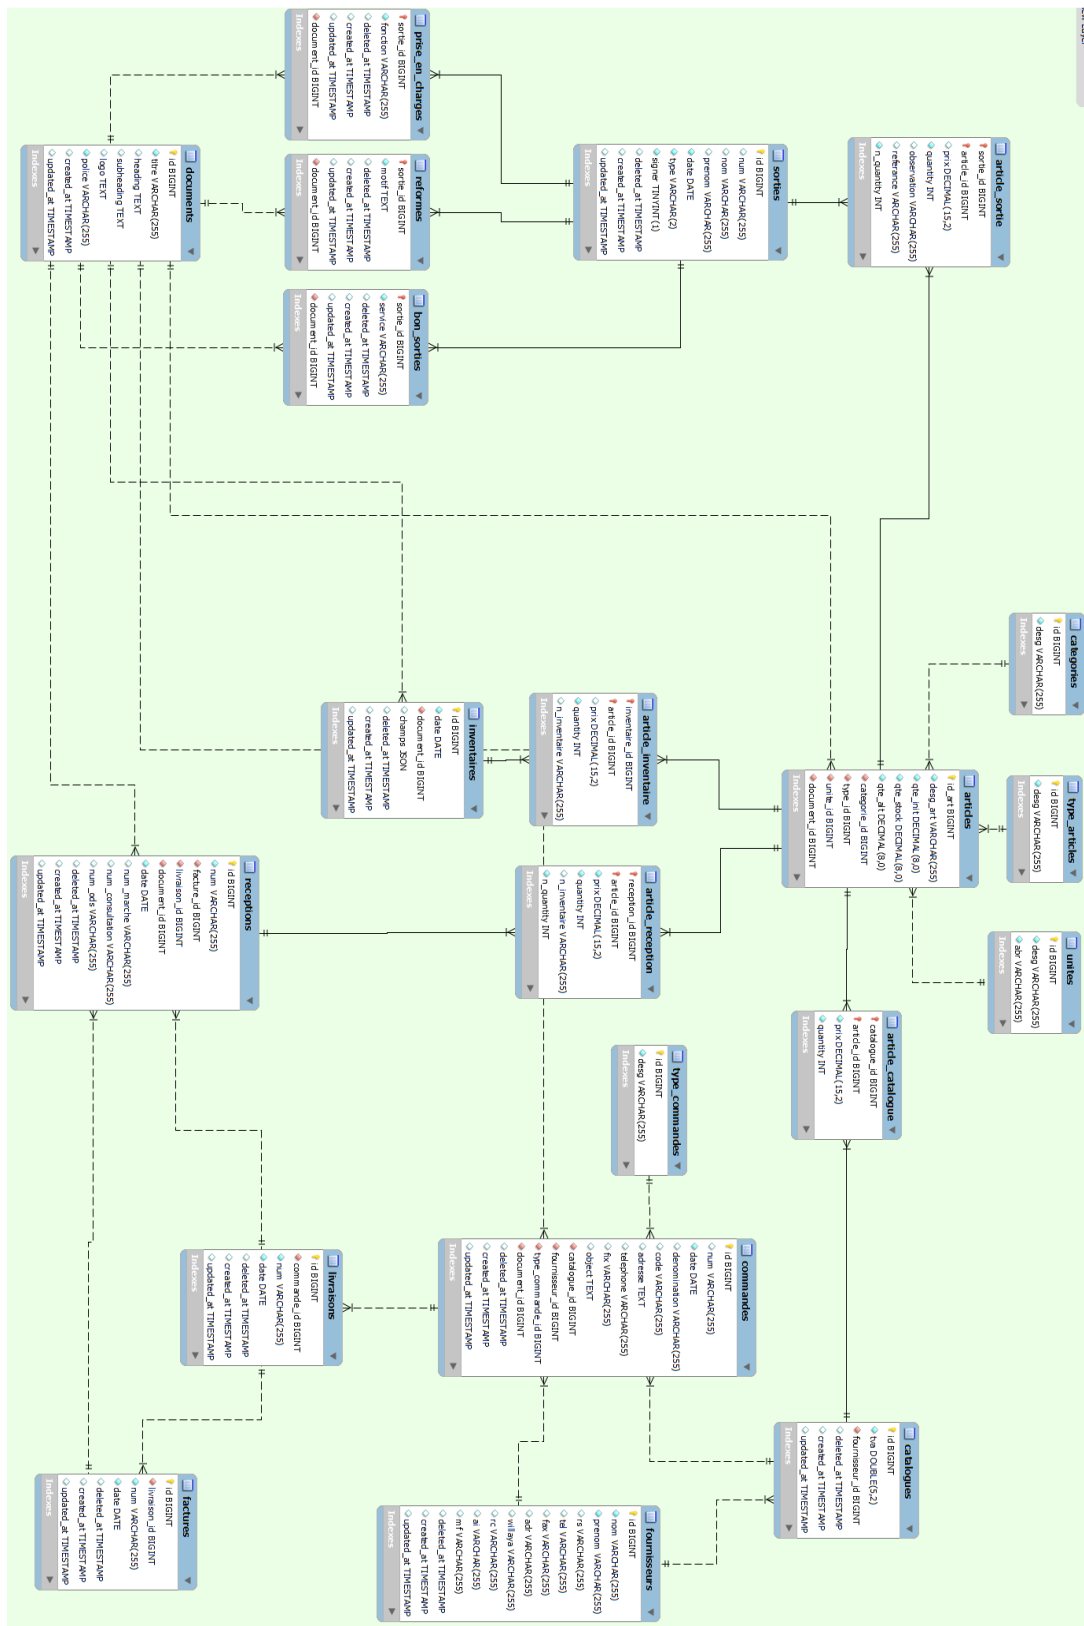 categories
id BIGINT
desg VARCHAR(255)
Indexes
type_articles
id BIGINT
desg VARCHAR(255)
Indexes
unites
id BIGINT
desg VARCHAR(255)
abr VARCHAR(255)
Indexes
article_sortie
sortie_id BIGINT
article_id BIGINT
prix DECIMAL(15,2)
quantity INT
observation VARCHAR(255)
referance VARCHAR(255)
n_quantity INT
Indexes
articles
id_art BIGINT
desg_art VARCHAR(255)
qte_init DECIMAL(8,0)
qte_stock DECIMAL(8,0)
qte_alt DECIMAL(8,0)
categorie_id BIGINT
type_id BIGINT
unite_id BIGINT
document_id BIGINT
Indexes
article_catalogue
catalogue_id BIGINT
article_id BIGINT
prix DECIMAL(15,2)
quantity INT
Indexes
catalogues
id BIGINT
tva DOUBLE(5,2)
fournisseur_id BIGINT
deleted_at TIMESTAMP
created_at TIMESTAMP
updated_at TIMESTAMP
Indexes
sorties
id BIGINT
num VARCHAR(255)
nom VARCHAR(255)
prenom VARCHAR(255)
date DATE
type VARCHAR(2)
signer TINYINT(1)
deleted_at TIMESTAMP
created_at TIMESTAMP
updated_at TIMESTAMP
Indexes
type_commandes
id BIGINT
desg VARCHAR(255)
Indexes
commandes
id BIGINT
num VARCHAR(255)
date DATE
denomination VARCHAR(255)
code VARCHAR(255)
adresse TEXT
telephone VARCHAR(255)
fix VARCHAR(255)
object TEXT
catalogue_id BIGINT
fournisseur_id BIGINT
type_commande_id BIGINT
document_id BIGINT
deleted_at TIMESTAMP
created_at TIMESTAMP
updated_at TIMESTAMP
Indexes
article_inventaire
inventaire_id BIGINT
article_id BIGINT
prix DECIMAL(15,2)
quantity INT
n_inventaire VARCHAR(255)
Indexes
article_reception
reception_id BIGINT
article_id BIGINT
prix DECIMAL(15,2)
quantity INT
n_inventaire VARCHAR(255)
n_quantity INT
Indexes
fournisseurs
id BIGINT
nom VARCHAR(255)
prenom VARCHAR(255)
rs VARCHAR(255)
tel VARCHAR(255)
fax VARCHAR(255)
adr VARCHAR(255)
willaya VARCHAR(255)
rc VARCHAR(255)
ai VARCHAR(255)
mf VARCHAR(255)
deleted_at TIMESTAMP
created_at TIMESTAMP
updated_at TIMESTAMP
Indexes
prise_en_charges
sortie_id BIGINT
fonction VARCHAR(255)
deleted_at TIMESTAMP
created_at TIMESTAMP
updated_at TIMESTAMP
document_id BIGINT
Indexes
reformes
sortie_id BIGINT
motif TEXT
deleted_at TIMESTAMP
created_at TIMESTAMP
updated_at TIMESTAMP
document_id BIGINT
Indexes
bon_sorties
sortie_id BIGINT
service VARCHAR(255)
deleted_at TIMESTAMP
created_at TIMESTAMP
updated_at TIMESTAMP
document_id BIGINT
Indexes
inventaires
id BIGINT
date DATE
document_id BIGINT
champs JSON
deleted_at TIMESTAMP
created_at TIMESTAMP
updated_at TIMESTAMP
Indexes
livraisons
id BIGINT
commande_id BIGINT
num VARCHAR(255)
date DATE
deleted_at TIMESTAMP
created_at TIMESTAMP
updated_at TIMESTAMP
Indexes
documents
id BIGINT
titre VARCHAR(255)
heading TEXT
subheading TEXT
logo TEXT
police VARCHAR(255)
created_at TIMESTAMP
updated_at TIMESTAMP
Indexes
receptions
id BIGINT
num VARCHAR(255)
facture_id BIGINT
livraison_id BIGINT
document_id BIGINT
date DATE
num_marche VARCHAR(255)
num_consultation VARCHAR(255)
num_ods VARCHAR(255)
deleted_at TIMESTAMP
created_at TIMESTAMP
updated_at TIMESTAMP
Indexes
factures
id BIGINT
livraison_id BIGINT
num VARCHAR(255)
date DATE
deleted_at TIMESTAMP
created_at TIMESTAMP
updated_at TIMESTAMP
Indexes